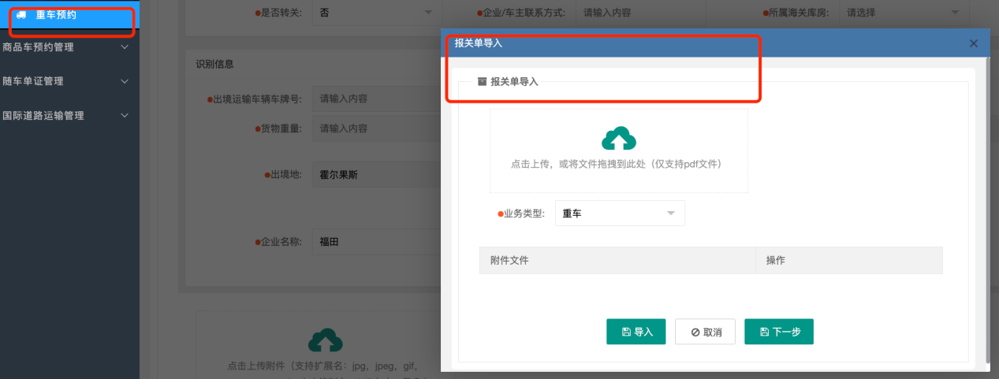 重车预约
商品车预约管理
随车单证管理
国际道路运输管理
是否转关: 否 企业/车主联系方式: 请输入内容 所属海关库房: 请选择
识别信息
出境运输车辆车牌号: 请输入内容
货物重量: 请输入内容
出境地: 霍尔果斯
企业名称: 福田
点击上传附件（支持扩展名：jpg，jpeg，gif，
报关单导入
报关单导入
点击上传，或将文件拖拽到此处（仅支持pdf文件）
业务类型: 重车
附件文件 操作
导入 取消 下一步